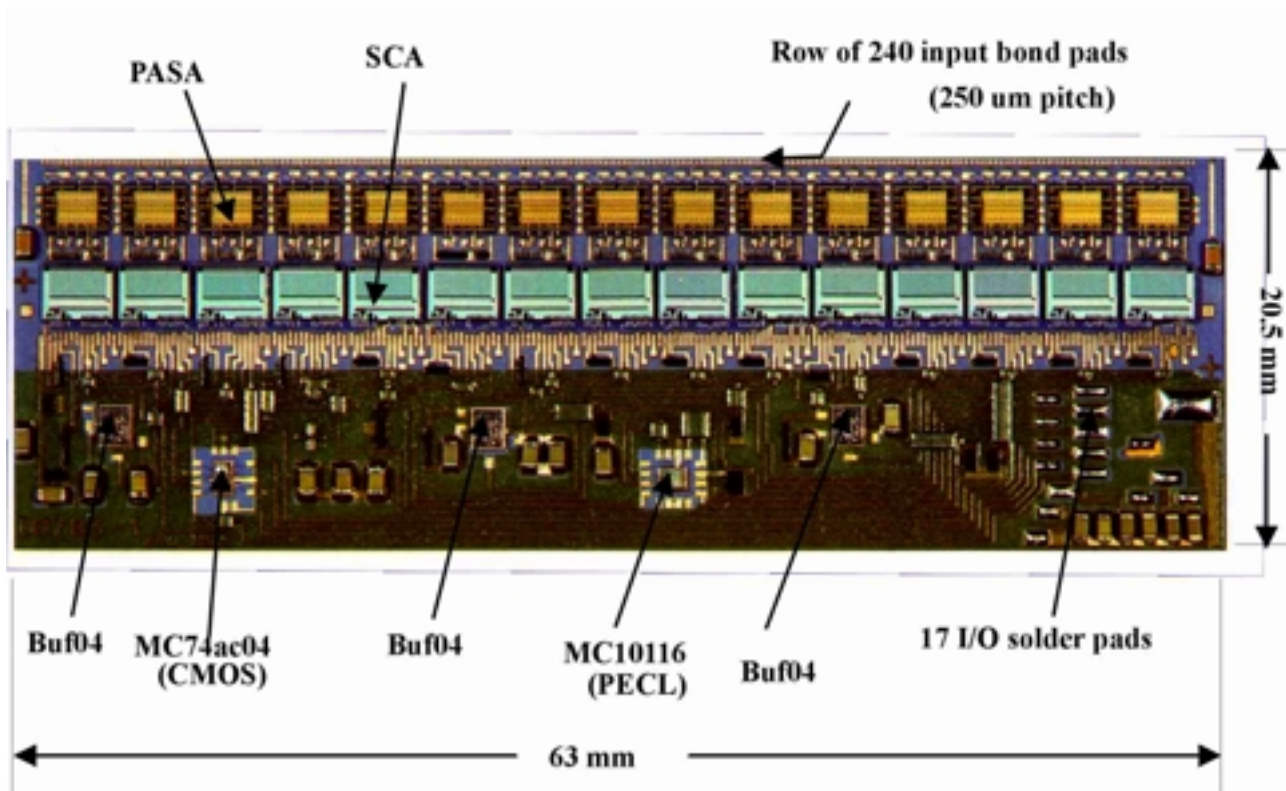 PASA
SCA
Row of 240 input bond pads
(250 um pitch)
20.5 mm
Buf04
MC74ac04
(CMOS)
Buf04
MC10116
(PECL)
Buf04
17 I/O solder pads
63 mm